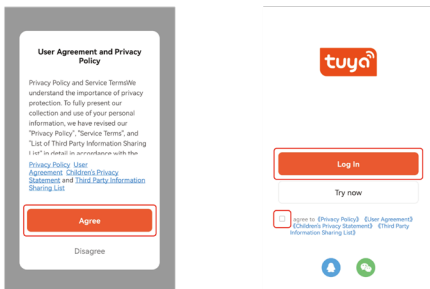 User Agreement and Privacy
Policy
Privacy Policy and Service TermsWe
understand the importance of privacy
protection. To fully present our
collection and use of your personal
information, we have revised our
"Privacy Policy", "Service Terms", and
"List of Third Party Information Sharing
List" in detail in accordance with the
Privacy Policy User
Agreement Children's Privacy
Statement and Third Party Information
Sharing List
Agree
Disagree
tuya
Log In
Try now
agree to 《Privacy Policy》 《User Agreement》
《Children's Privacy Statement》 《Third Party
Information Sharing List》